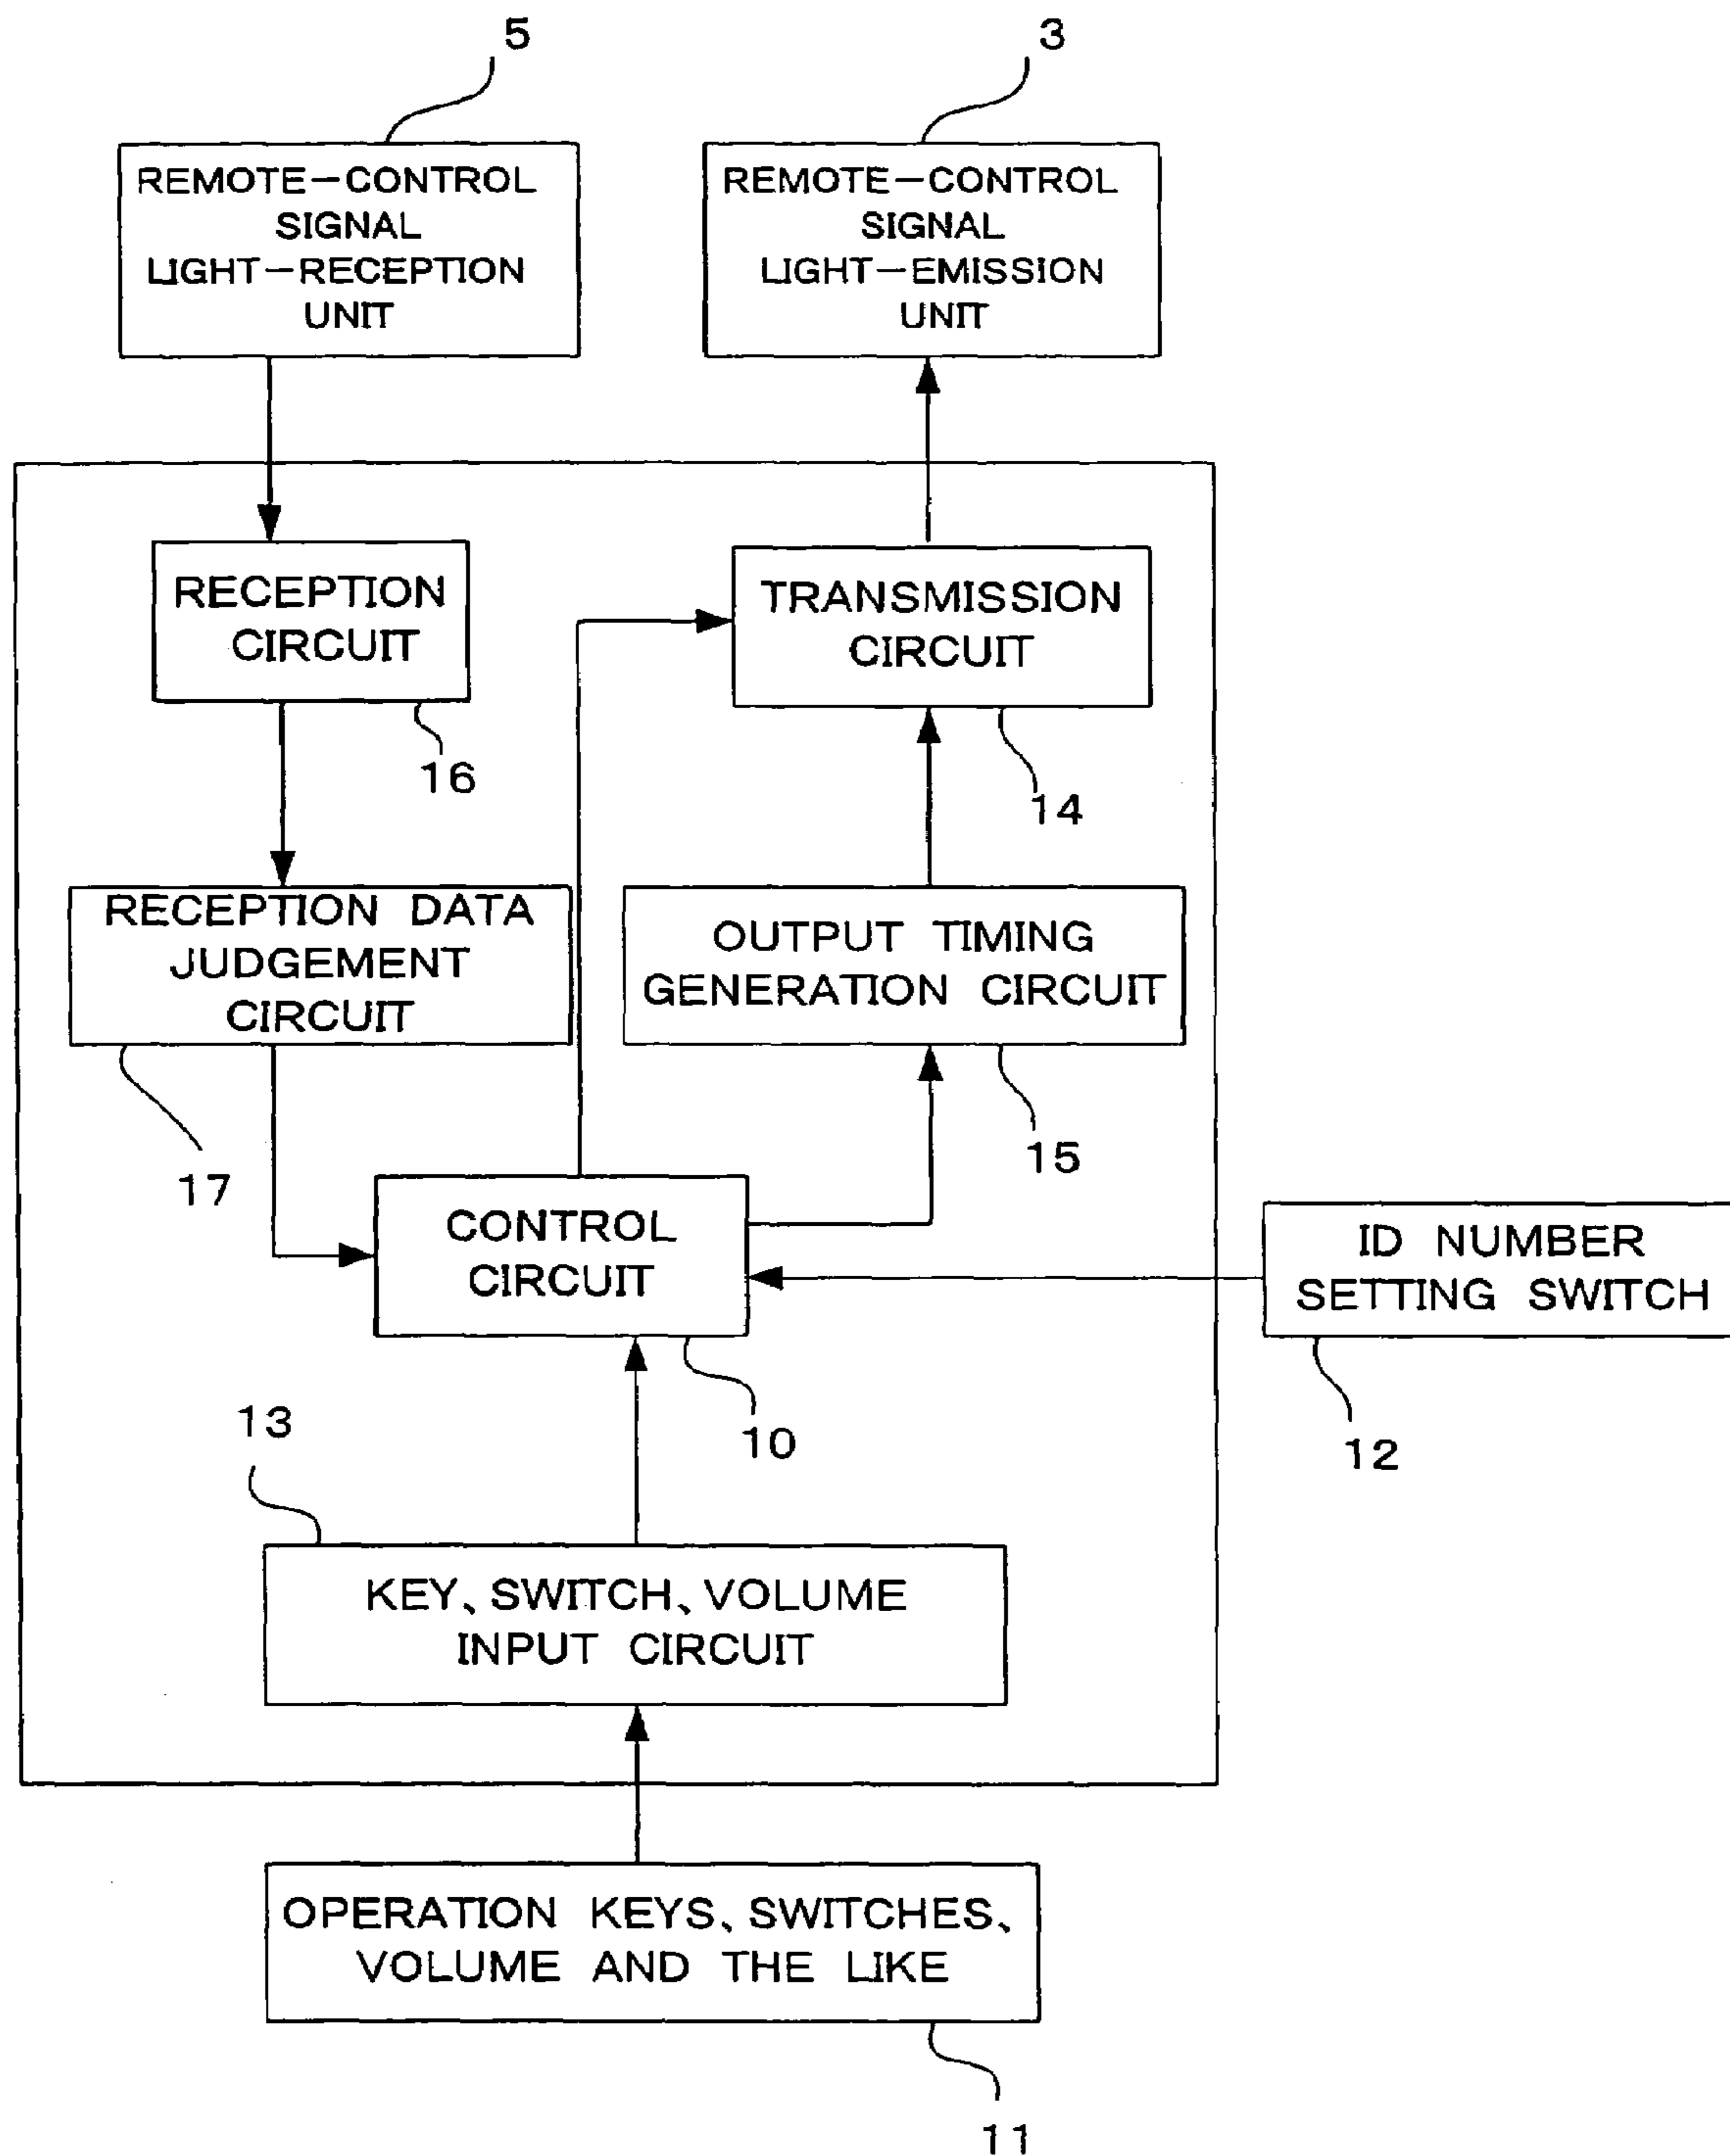 5
3
REMOTE-CONTROL
SIGNAL
LIGHT-RECEPTION
UNIT
REMOTE-CONTROL
SIGNAL
LIGHT-EMISSION
UNIT
RECEPTION
CIRCUIT
16
TRANSMISSION
CIRCUIT
14
RECEPTION DATA
JUDGEMENT
CIRCUIT
17
OUTPUT TIMING
GENERATION CIRCUIT
15
CONTROL
CIRCUIT
10
ID NUMBER
SETTING SWITCH
12
13
KEY、SWITCH、VOLUME
INPUT CIRCUIT
OPERATION KEYS、SWITCHES、
VOLUME AND THE LIKE
11